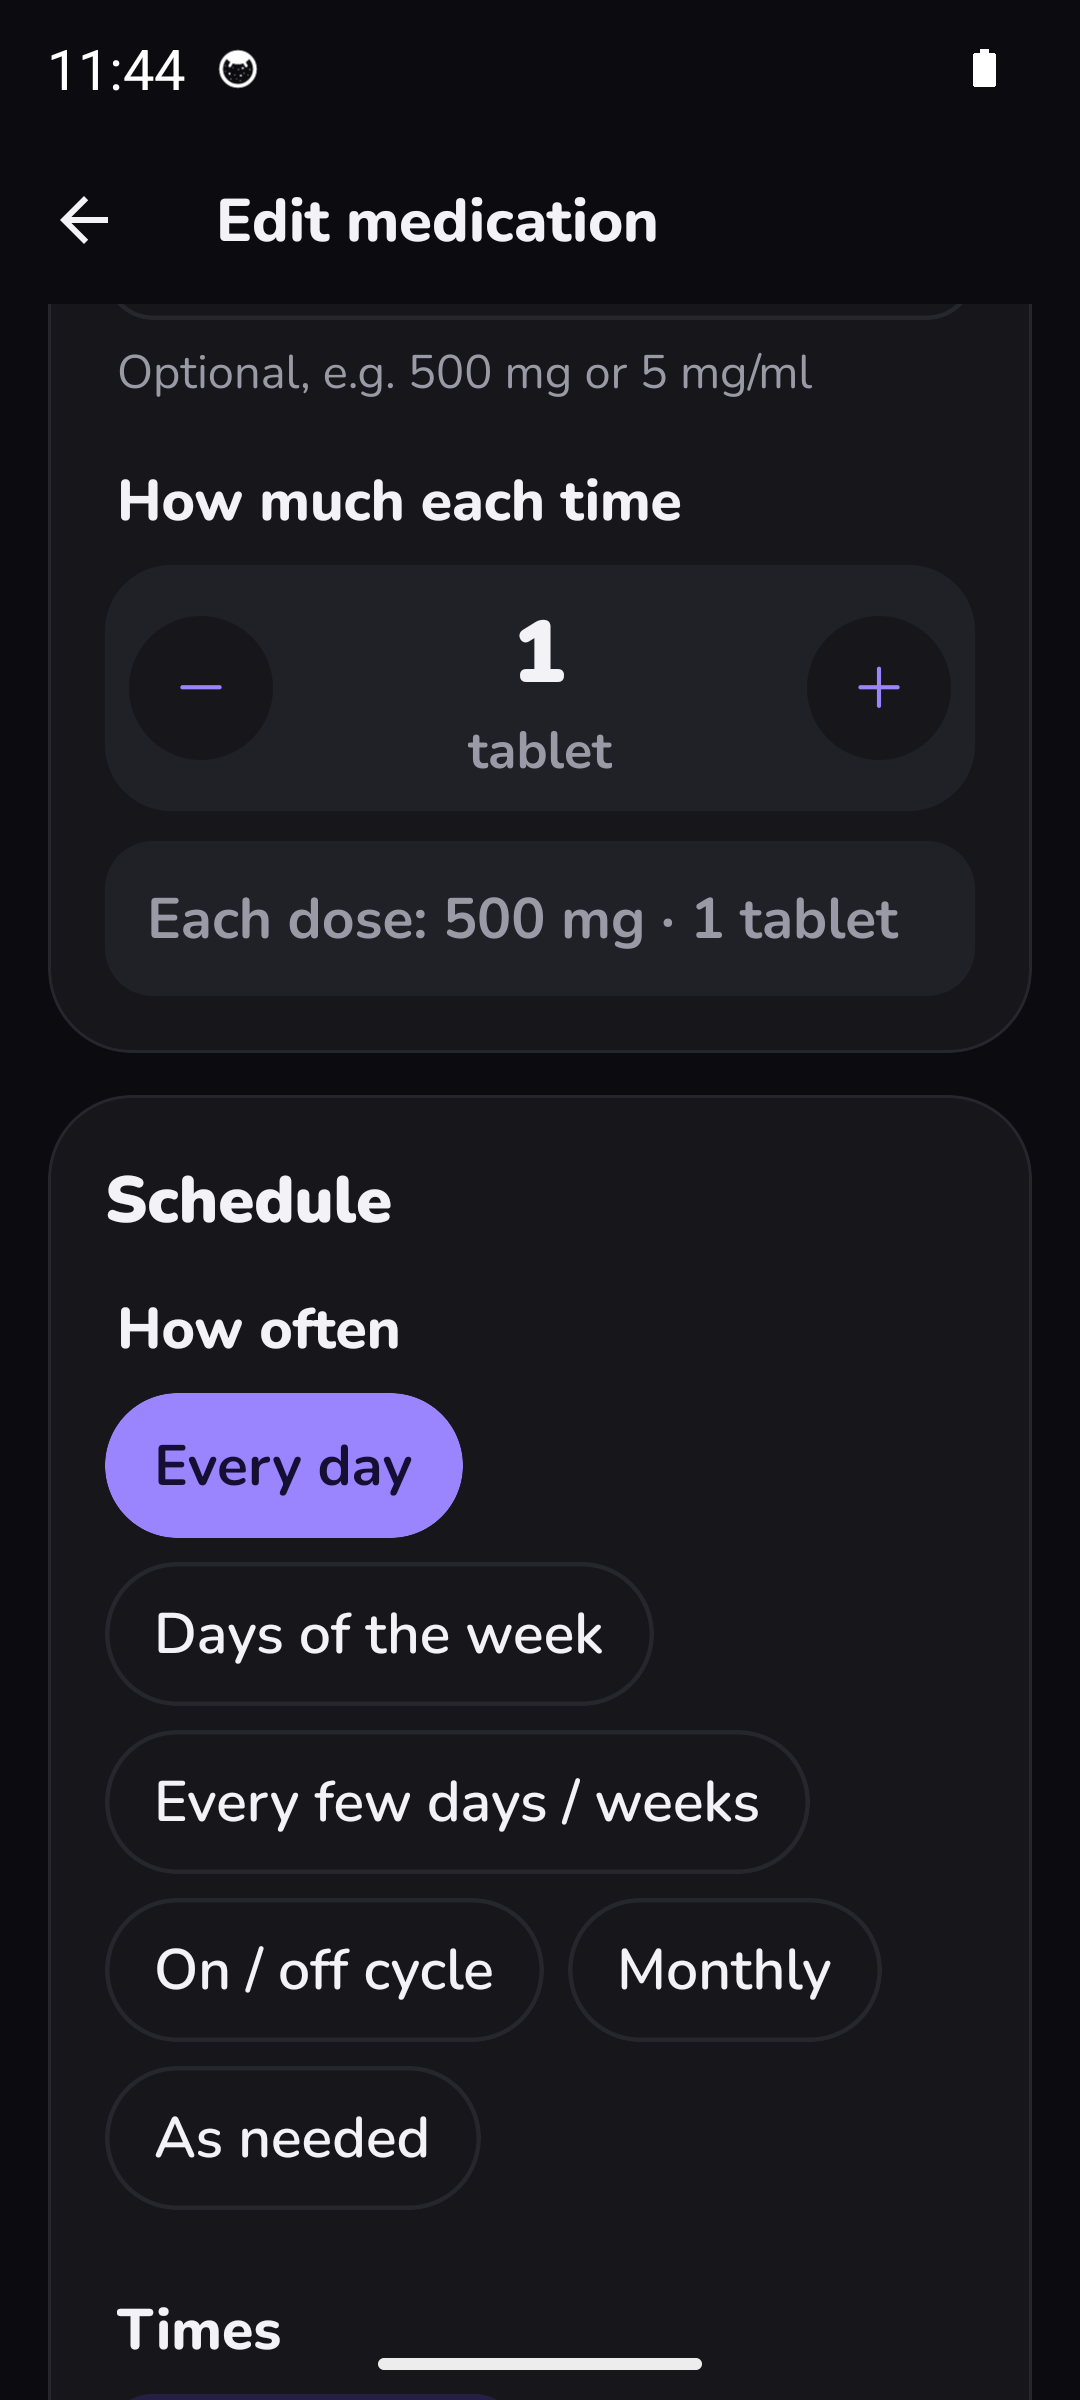 11:44
Edit medication
Optional, e.g. 500 mg or 5 mg/ml
How much each time
1
tablet
Each dose: 500 mg · 1 tablet
Schedule
How often
Every day
Days of the week
Every few days / weeks
On / off cycle
Monthly
As needed
Times